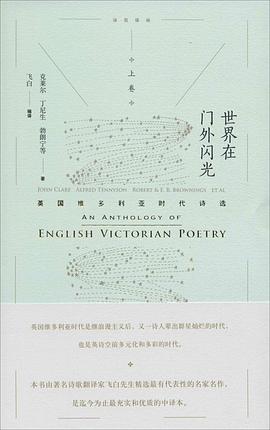 诗苑译林
上卷
世界在
门外闪光
克莱尔 丁尼生 勃朗宁等 著
飞白 编译
JOHN CLARE ALFRED TENNYSON ROBERT & E. B. BROWNINGS ET AL
英国维多利亚时代诗选
AN ANTHOLOGY OF
ENGLISH VICTORIAN POETRY
英国维多利亚时代是继浪漫主义后,又一诗人辈出群星灿烂的时代,
也是英诗空前多元化和多彩的时代。
本书由著名诗歌翻译家飞白先生精选最有代表性的名家名作,
是迄今为止最充实和优质的中译本。